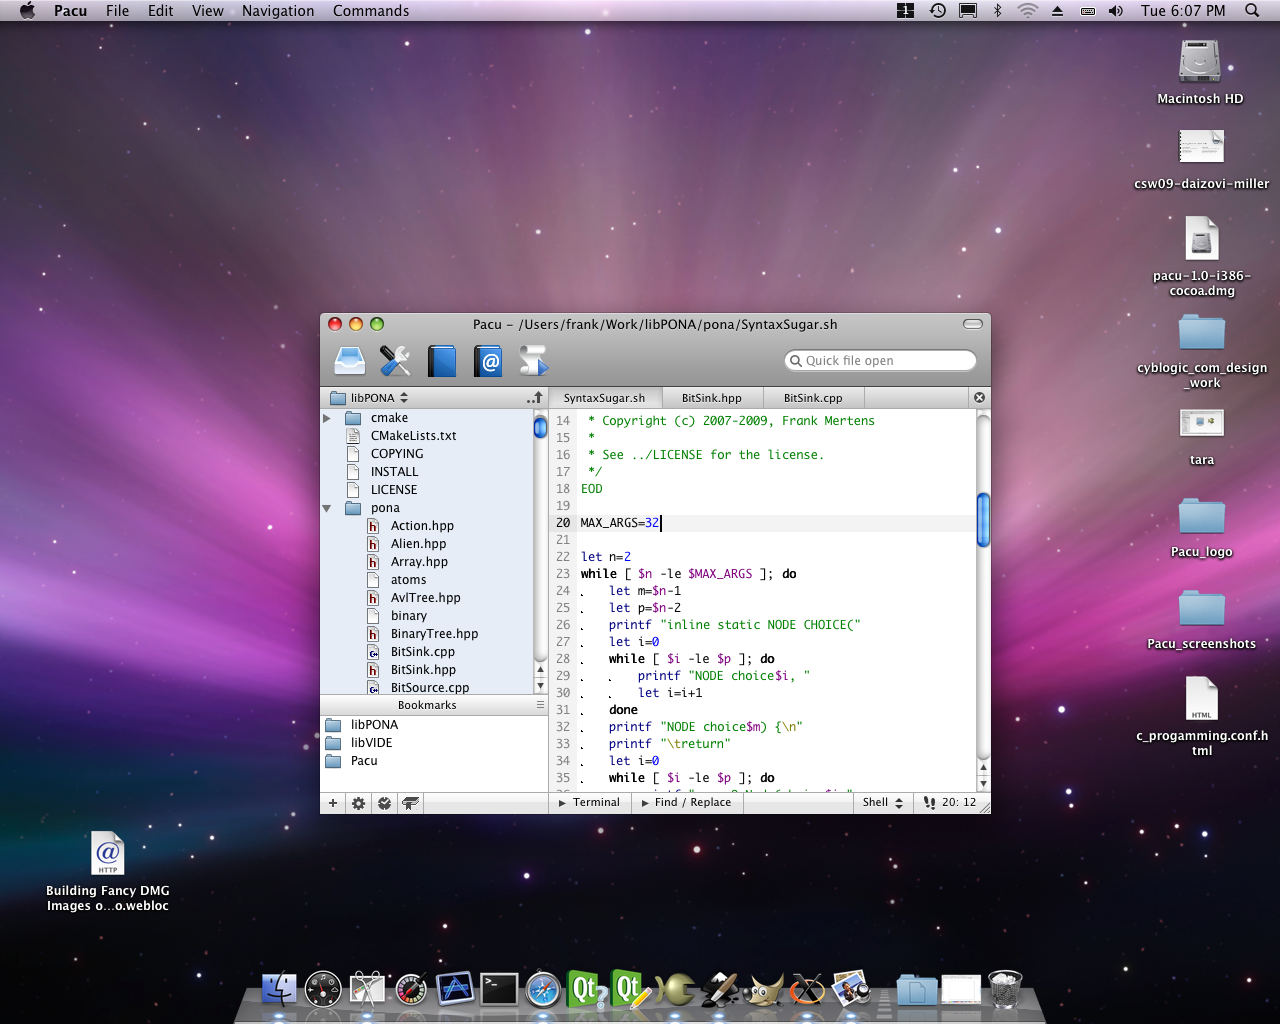 Pacu File Edit View Navigation Commands
1 Tue 6:07 PM
Macintosh HD
csw09-daizovi-miller
pacu-1.0-i386-
cocoa.dmg
cyblogic_com_design
_work
tara
Pacu_logo
Pacu_screenshots
HTML
c_progamming.conf.h
tml
@
HTTP
Building Fancy DMG
Images o...o.webloc
Pacu - /Users/frank/Work/libPONA/pona/SyntaxSugar.sh
@
Quick file open
libPONA
SyntaxSugar.sh BitSink.hpp BitSink.cpp
cmake
CMakeLists.txt
COPYING
INSTALL
LICENSE
pona
Action.hpp
Alien.hpp
Array.hpp
atoms
AvlTree.hpp
binary
BinaryTree.hpp
BitSink.cpp
BitSink.hpp
BitSource.cpp
Bookmarks
libPONA
libVIDE
Pacu
14 * Copyright (c) 2007-2009, Frank Mertens
15 *
16 * See ../LICENSE for the license.
17 */
18 EOD
19
20 MAX_ARGS=32
21
22 let n=2
23 while [ $n -le $MAX_ARGS ]; do
24 let m=$n-1
25 let p=$n-2
26 printf "inline static NODE CHOICE("
27 let i=0
28 while [ $i -le $p ]; do
29 printf "NODE choice$i, "
30 let i=i+1
31 done
32 printf "NODE choice$m) {\n"
33 printf "\treturn"
34 let i=0
35 while [ $i -le $p ]; do
Terminal Find / Replace Shell 20: 12
Qt Qt